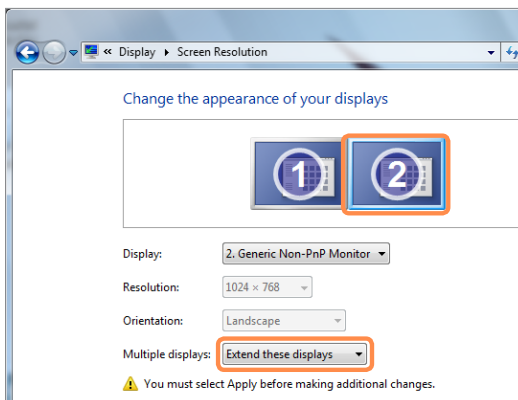 « Display ▸ Screen Resolution
Change the appearance of your displays
1 2
Display: 2. Generic Non-PnP Monitor
Resolution: 1024 × 768
Orientation: Landscape
Multiple displays: Extend these displays
You must select Apply before making additional changes.